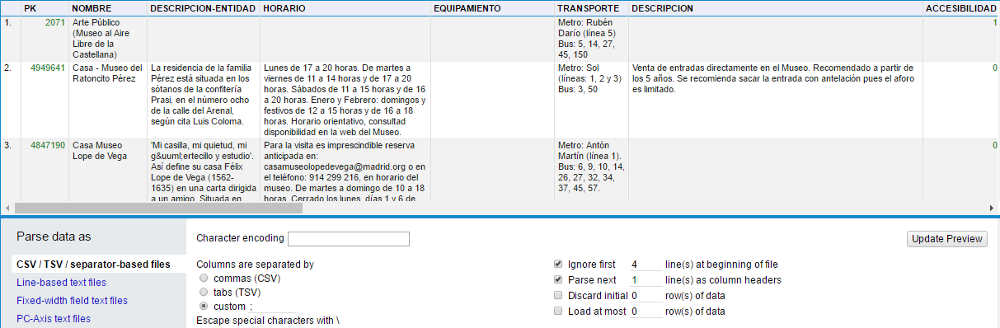 PK NOMBRE DESCRIPCION-ENTIDAD HORARIO EQUIPAMIENTO TRANSPORTE DESCRIPCION ACCESIBILIDAD
1. 2071 Arte Público Metro: Rubén 1
(Museo al Aire Darío (línea 5)
Libre de la Bus: 5, 14, 27,
Castellana) 45, 150
2. 4949641 Casa - Museo del La residencia de la familia Lunes de 17 a 20 horas. De martes a Metro: Sol Venta de entradas directamente en el Museo. Recomendado a partir de 0
Ratoncito Pérez Pérez está situada en los viernes de 11 a 14 horas y de 17 a 20 (líneas: 1, 2 y 3) los 5 años. Se recomienda sacar la entrada con antelación pues el aforo
sótanos de la confitería horas. Sábados de 11 a 15 horas y de 16 Bus: 3, 50 es limitado.
Prasi, en el número ocho a 20 horas. Enero y Febrero: domingos y
de la calle del Arenal, festivos de 12 a 15 horas y de 16 a 18
según cita Luis Coloma. horas. Horario orientativo, consultad
disponibilidad en la web del Museo.
3. 4847190 Casa Museo 'Mi casilla, mi quietud, mi Para la visita es imprescindible reserva Metro: Antón 0
Lope de Vega g&uuml;ertecillo y estudio'. anticipada en: Martín (línea 1).
Así define su casa Félix casamuseolopedevega@madrid.org o en Bus: 6, 9, 10, 14,
Lope de Vega (1562- el teléfono: 914 299 216, en horario del 26, 27, 32, 34,
1635) en una carta dirigida museo. De martes a domingo de 10 a 18 37, 45, 57.
a un amigo. Situada en horas. Cerrado los lunes, días 1 y 6 de
Parse data as
CSV / TSV / separator-based files
Line-based text files
Fixed-width field text files
PC-Axis text files
Character encoding
Update Preview
Columns are separated by
commas (CSV)
tabs (TSV)
custom ;
Escape special characters with \
Ignore first 4 line(s) at beginning of file
Parse next 1 line(s) as column headers
Discard initial 0 row(s) of data
Load at most 0 row(s) of data